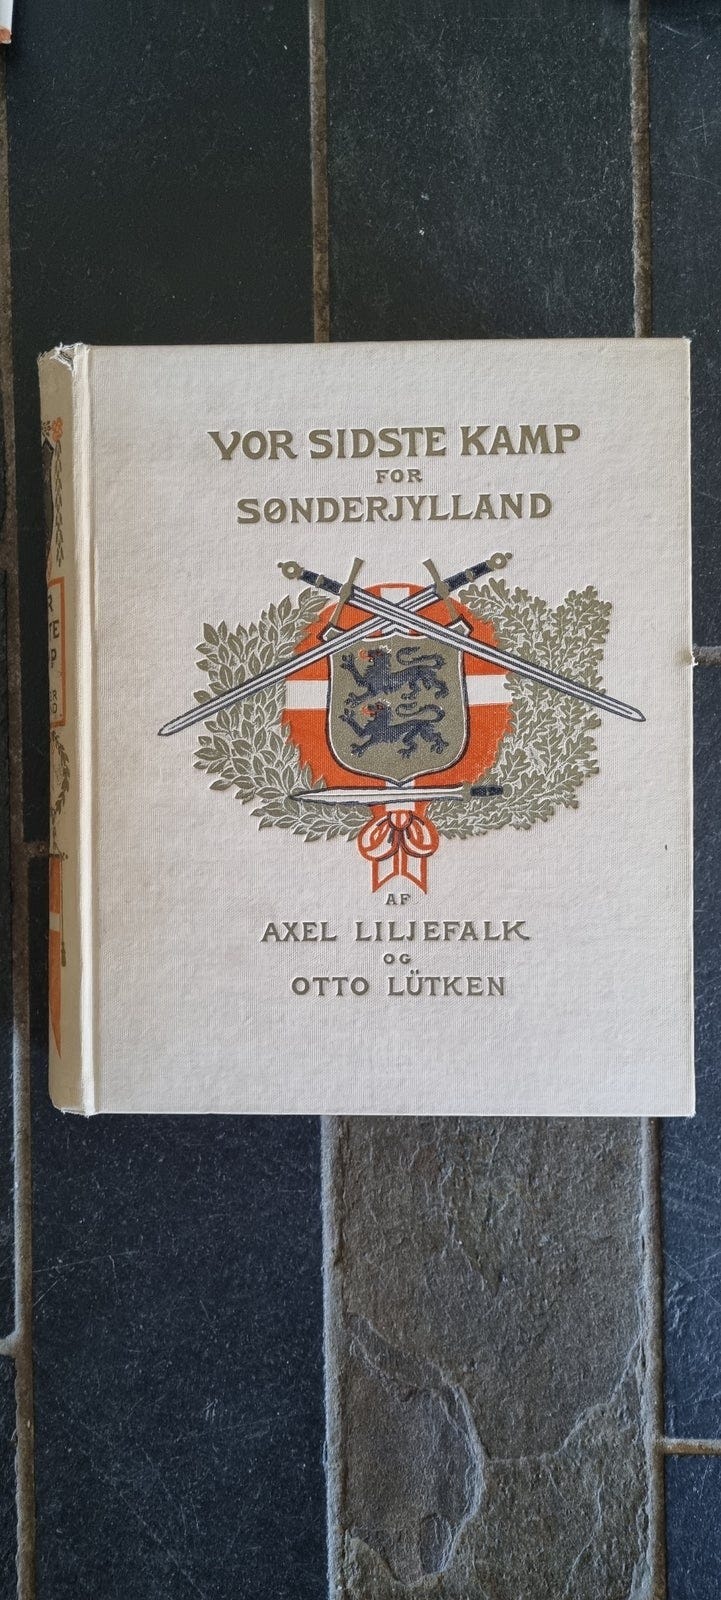 VOR SIDSTE KAMP
FOR
SØNDERJYLLAND
AF
AXEL LILJEFALK
OG
OTTO LÜTKEN